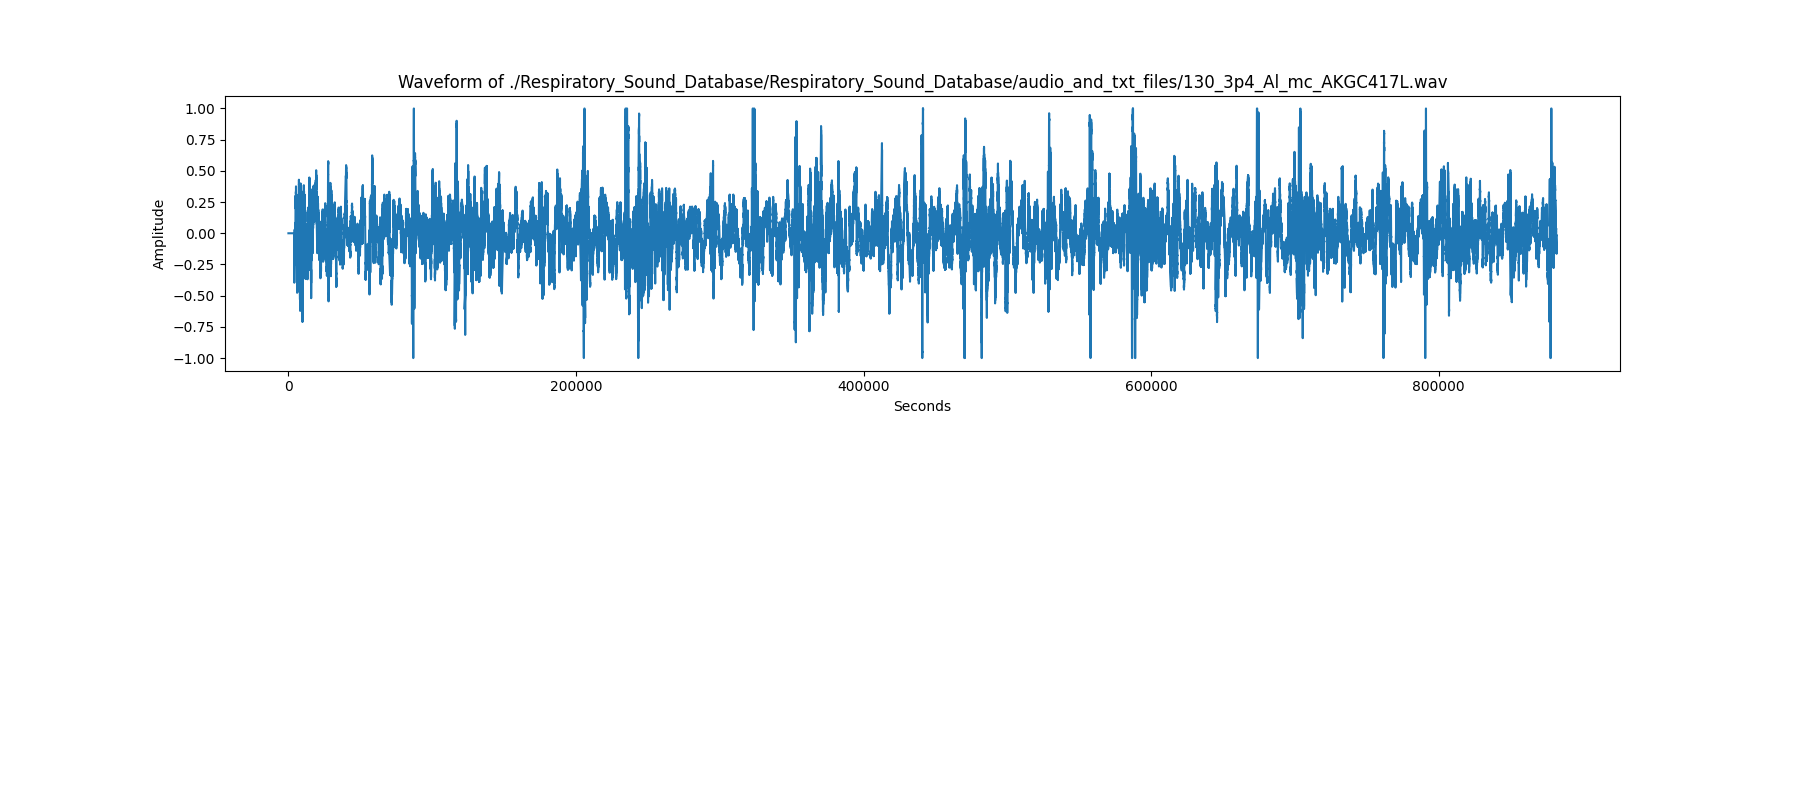 Waveform of ./Respiratory_Sound_Database/Respiratory_Sound_Database/audio_and_txt_files/130_3p4_Al_mc_AKGC417L.wav
1.00
0.75
0.50
0.25
0.00
−0.25
−0.50
−0.75
−1.00
Amplitude
0 200000 400000 600000 800000
Seconds